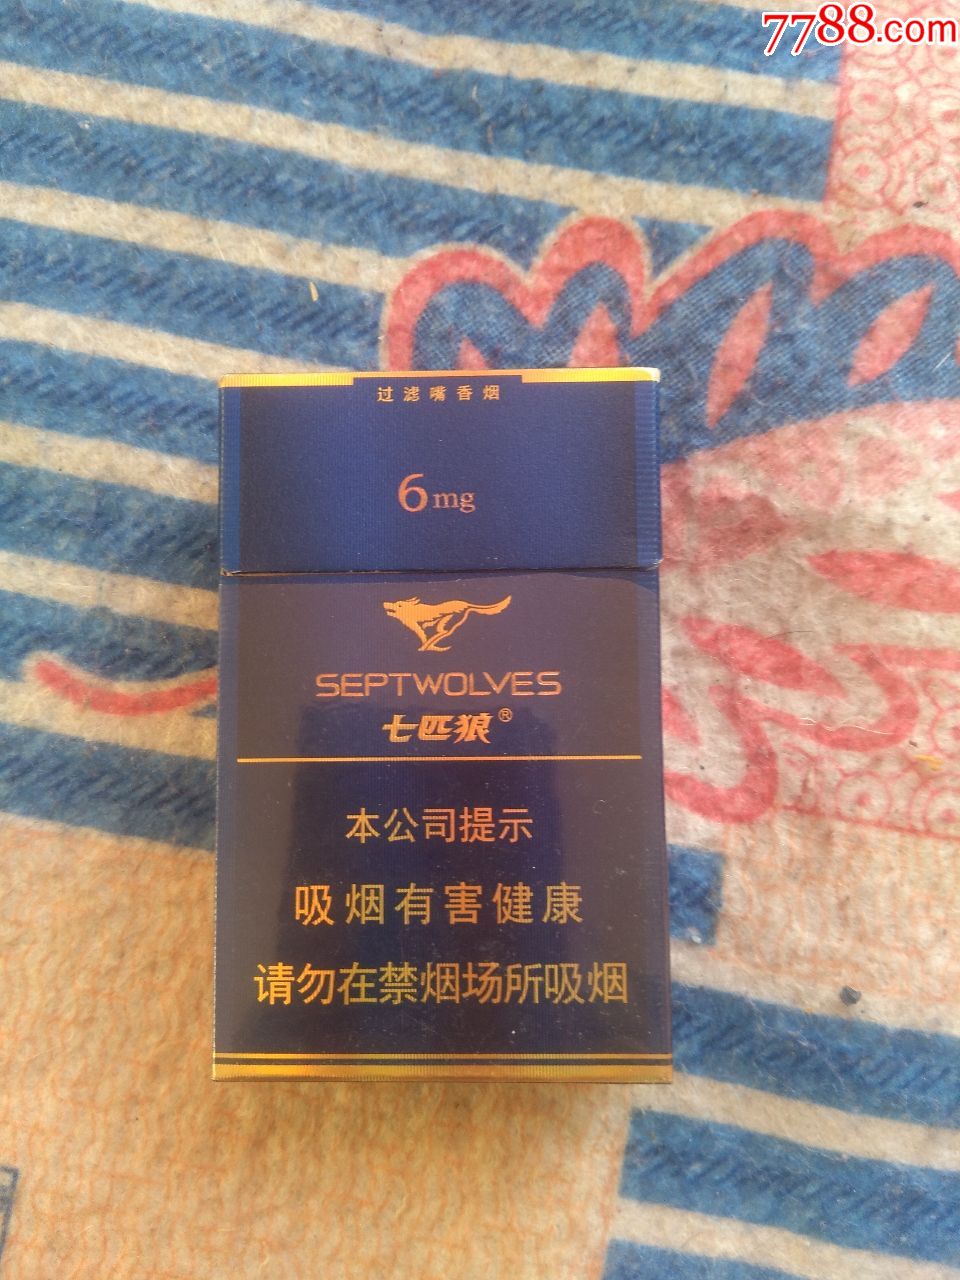 7788.com
过滤嘴香烟
6mg
SEPTWOLVES
七匹狼®
本公司提示
吸烟有害健康
请勿在禁烟场所吸烟